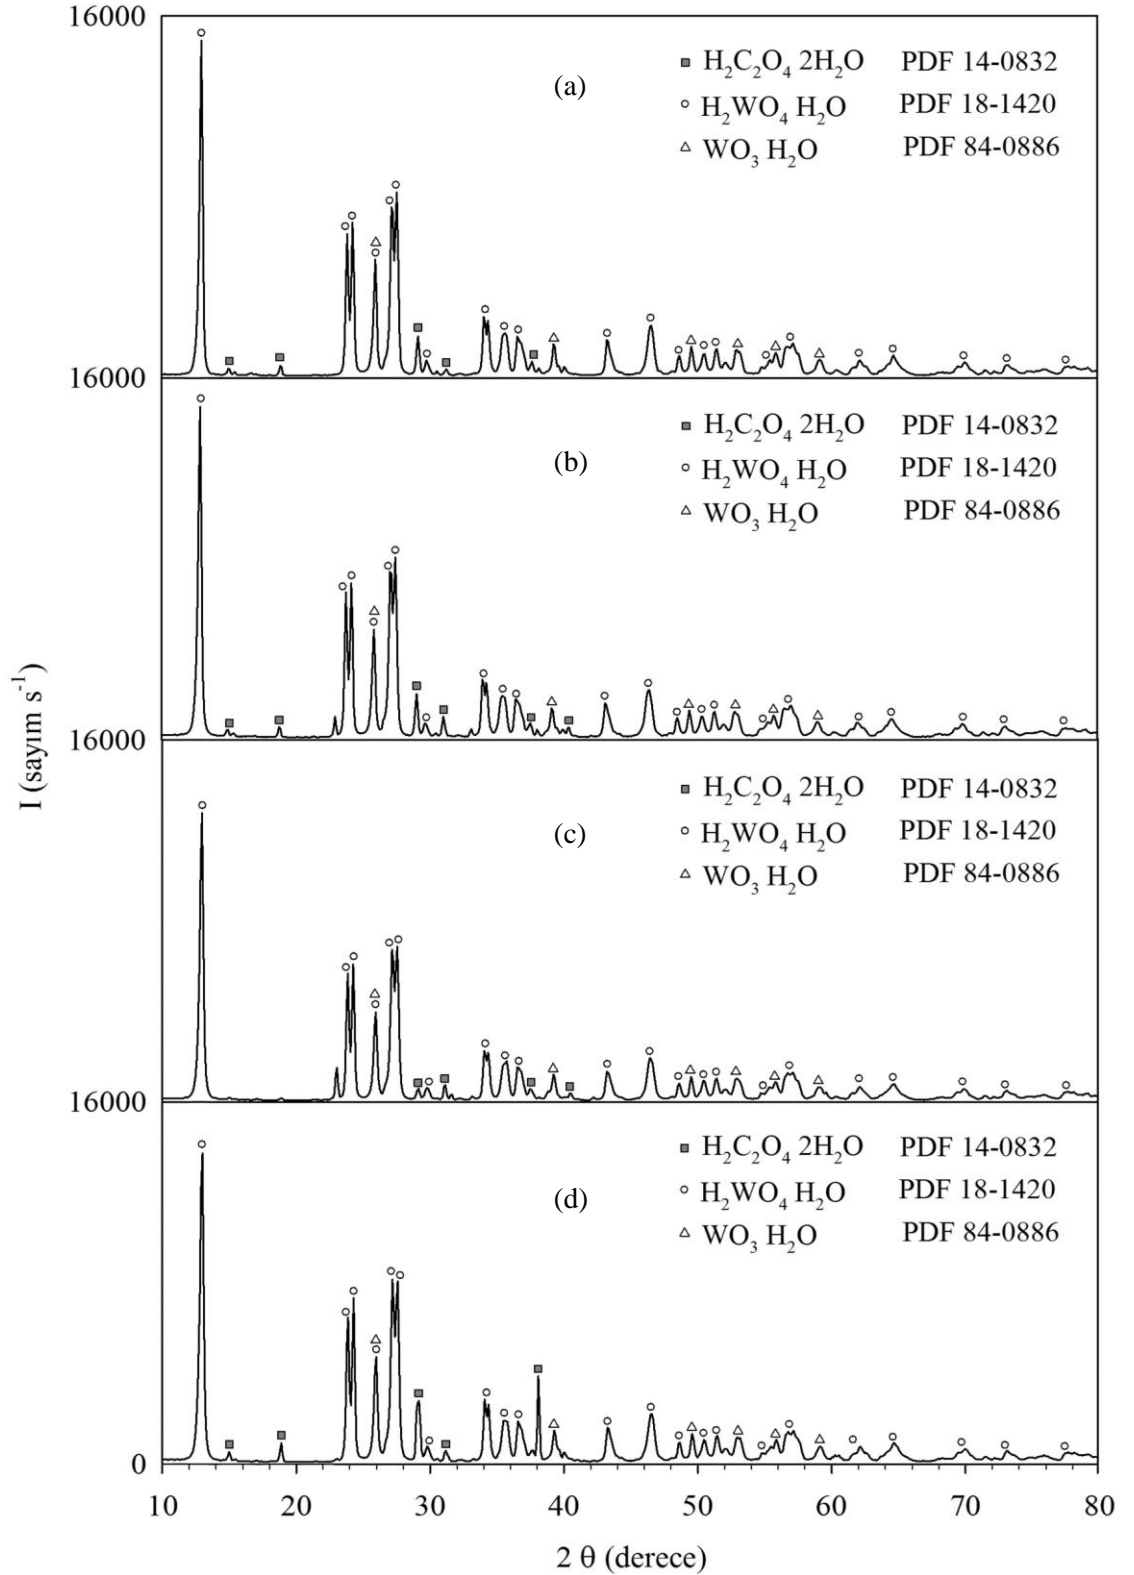 16000
(a)
■ H₂C₂O₄ 2H₂O PDF 14-0832
○ H₂WO₄ H₂O PDF 18-1420
△ WO₃ H₂O PDF 84-0886
16000
(b)
■ H₂C₂O₄ 2H₂O PDF 14-0832
○ H₂WO₄ H₂O PDF 18-1420
△ WO₃ H₂O PDF 84-0886
I (sayım s⁻¹)
16000
(c)
■ H₂C₂O₄ 2H₂O PDF 14-0832
○ H₂WO₄ H₂O PDF 18-1420
△ WO₃ H₂O PDF 84-0886
16000
(d)
■ H₂C₂O₄ 2H₂O PDF 14-0832
○ H₂WO₄ H₂O PDF 18-1420
△ WO₃ H₂O PDF 84-0886
0
10 20 30 40 50 60 70 80
2 θ (derece)